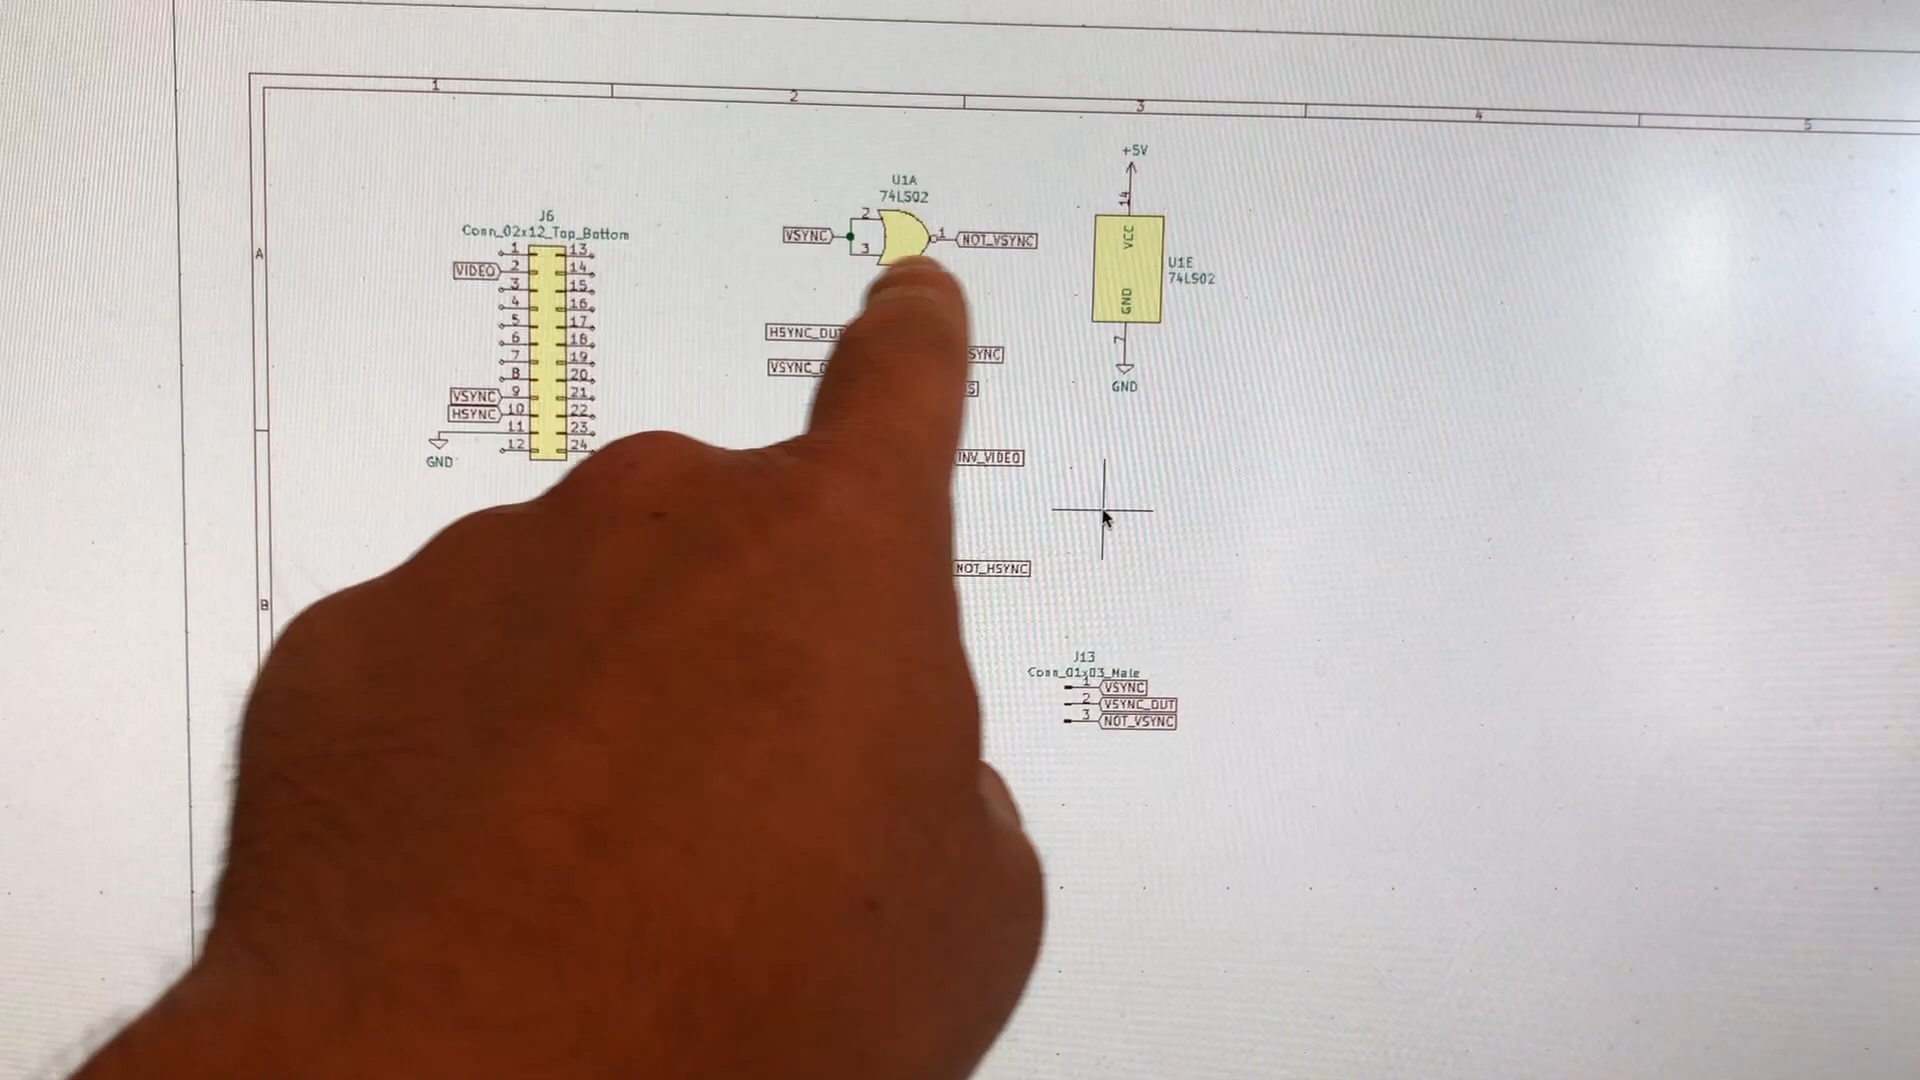 1
2
3
4
5
A
B
J6
Conn_02x12_Top_Bottom
VIDEO
VSYNC
HSYNC
1
2
3
4
5
6
7
8
9
10
11
12
13
14
15
16
17
18
19
20
21
22
23
24
GND
U1A
74LS02
VSYNC
2
3
1
NOT_VSYNC
HSYNC_OUT
INV_VIDEO
NOT_HSYNC
+5V
14
VCC
GND
U1E
74LS02
7
GND
J13
Conn_01x03_Male
1 VSYNC
2 VSYNC_OUT
3 NOT_VSYNC